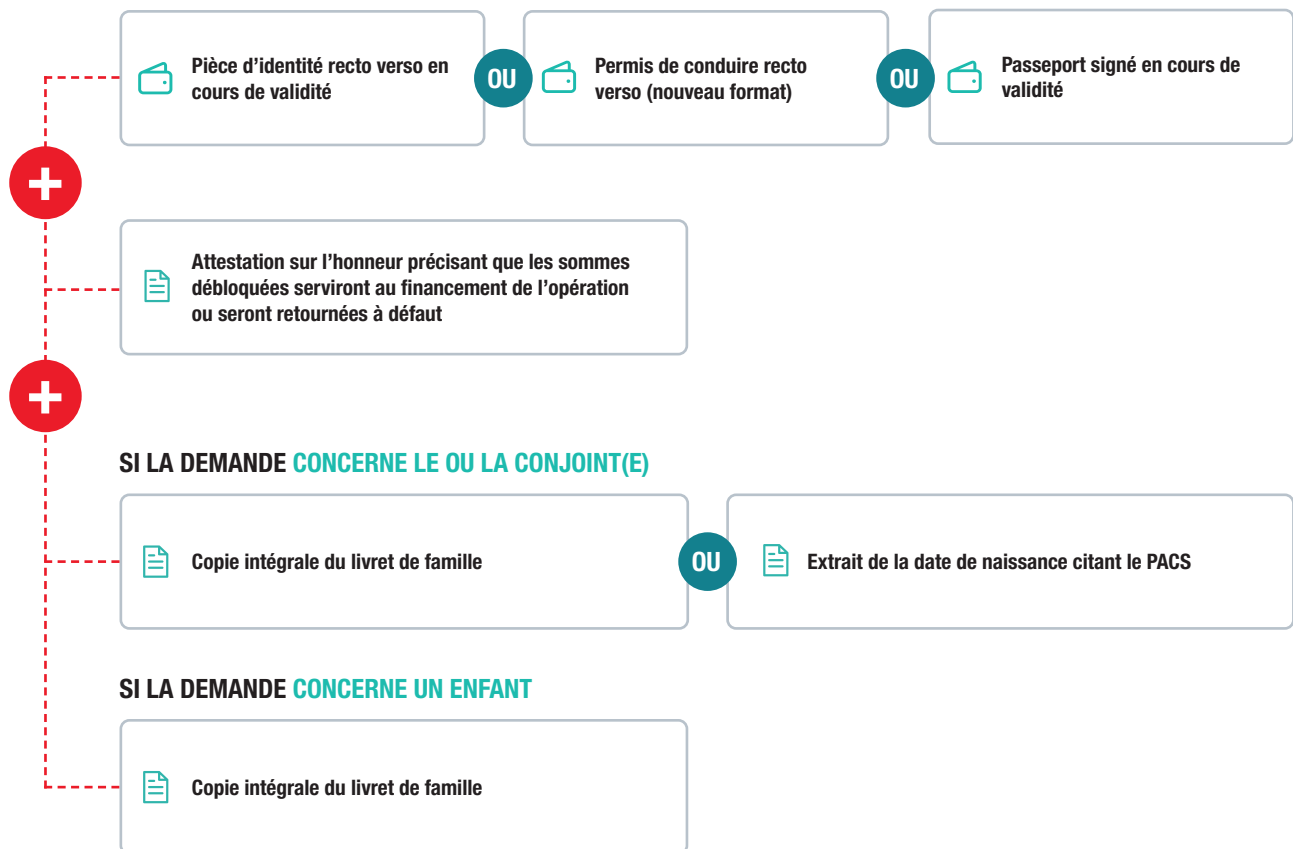 Pièce d’identité recto verso en
cours de validité
OU
Permis de conduire recto
verso (nouveau format)
OU
Passeport signé en cours de
validité
Attestation sur l’honneur précisant que les sommes
débloquées serviront au financement de l’opération
ou seront retournées à défaut
SI LA DEMANDE CONCERNE LE OU LA CONJOINT(E)
Copie intégrale du livret de famille
OU
Extrait de la date de naissance citant le PACS
SI LA DEMANDE CONCERNE UN ENFANT
Copie intégrale du livret de famille